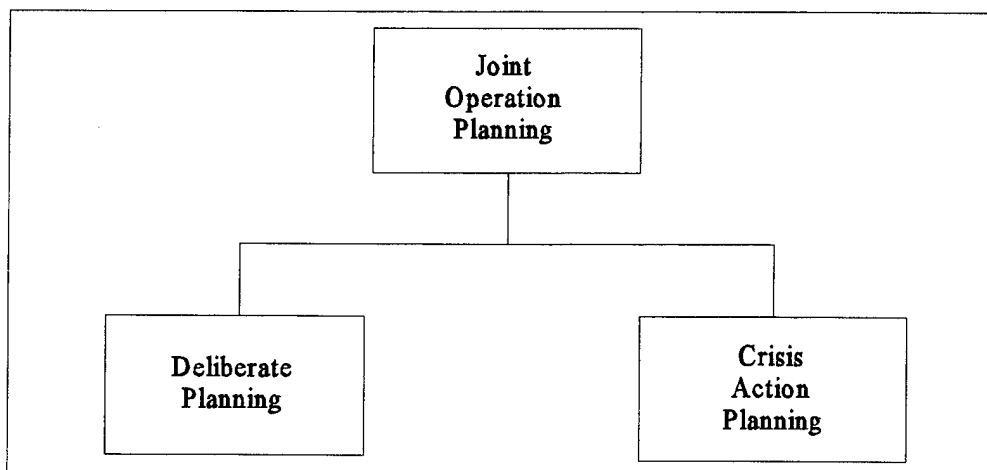 Joint
Operation
Planning
Deliberate
Planning
Crisis
Action
Planning